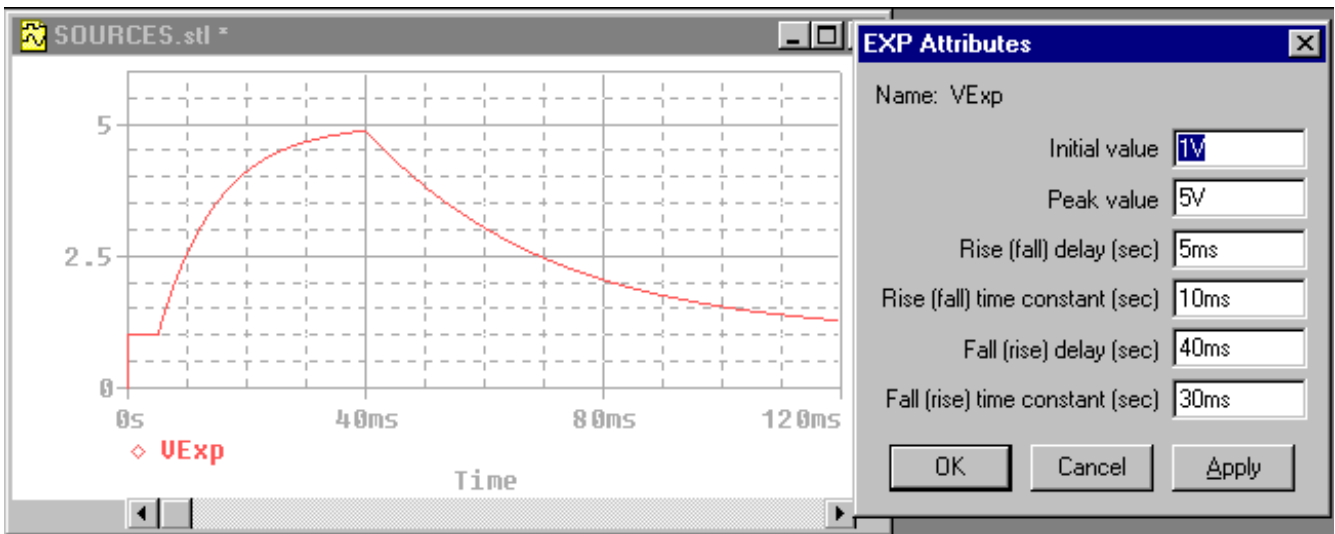 SOURCES.stl *
5
2.5
0
0s 40ms 80ms 120ms
◇ VExp
Time
EXP Attributes
Name: VExp
Initial value 1V
Peak value 5V
Rise (fall) delay (sec) 5ms
Rise (fall) time constant (sec) 10ms
Fall (rise) delay (sec) 40ms
Fall (rise) time constant (sec) 30ms
OK Cancel Apply